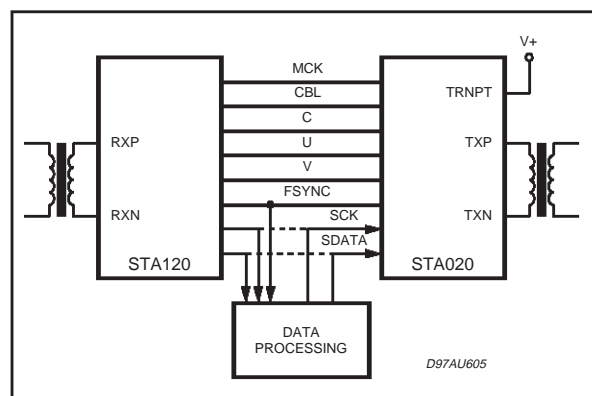 V+
MCK
CBL
C
U
V
FSYNC
SCK
SDATA
RXP
RXN
STA120
TRNPT
TXP
TXN
STA020
DATA
PROCESSING
D97AU605